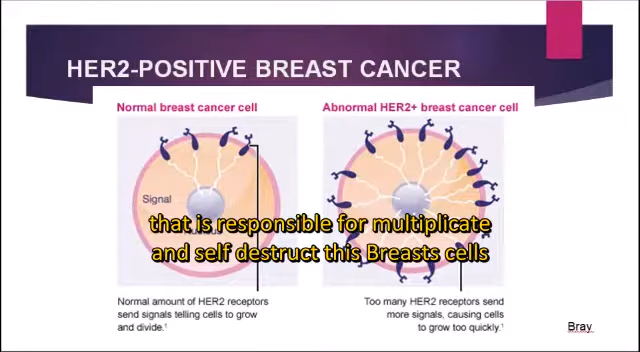 HER2-POSITIVE BREAST CANCER
Normal breast cancer cell
Abnormal HER2+ breast cancer cell
Signal
that is responsible for multiplicate
and self destruct this Breasts cells
Normal amount of HER2 receptors
send signals telling cells to grow
and divide.¹
Too many HER2 receptors send
more signals, causing cells
to grow too quickly.¹
Bray